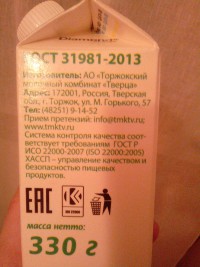 ГОСТ 31981-2013
Изготовитель: АО «Торжокский
молочный комбинат «Тверца»
Адрес: 172001, Россия, Тверская
обл., г. Торжок, ул. М. Горького, 57
Тел: (48251) 9-14-52
Прием претензий: info@tmktv.ru;
www.tmktv.ru
Система контроля качества соот-
ветствует требованиям ГОСТ Р
ИСО 22000-2007 (ISO 22000:2005)
ХАССП – управление качеством и
безопасностью пищевых
продуктов.
EAC
масса нетто:
330 г